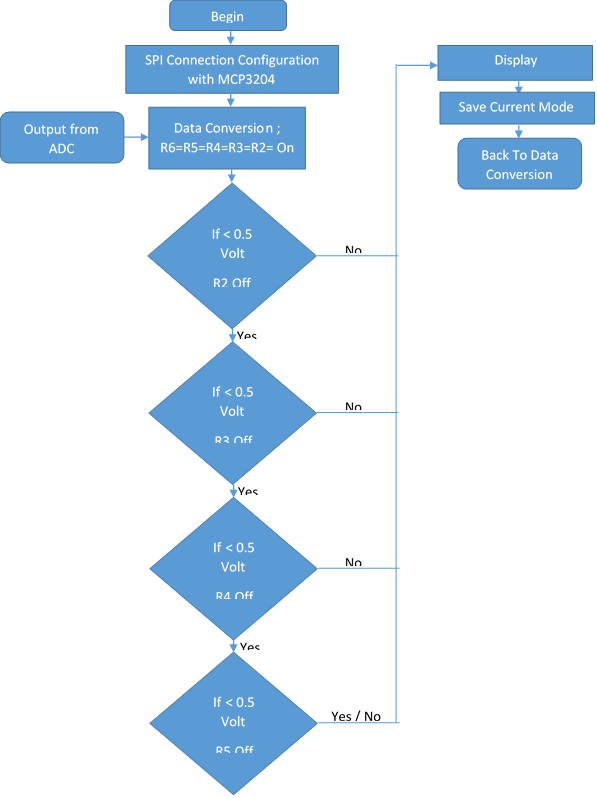 Begin
SPI Connection Configuration
with MCP3204
Output from
ADC
Data Conversion ;
R6=R5=R4=R3=R2= On
If < 0.5
Volt
R2 Off
No
Yes
If < 0.5
Volt
R3 Off
No
Yes
If < 0.5
Volt
R4 Off
No
Yes
If < 0.5
Volt
R5 Off
Yes / No
Display
Save Current Mode
Back To Data
Conversion